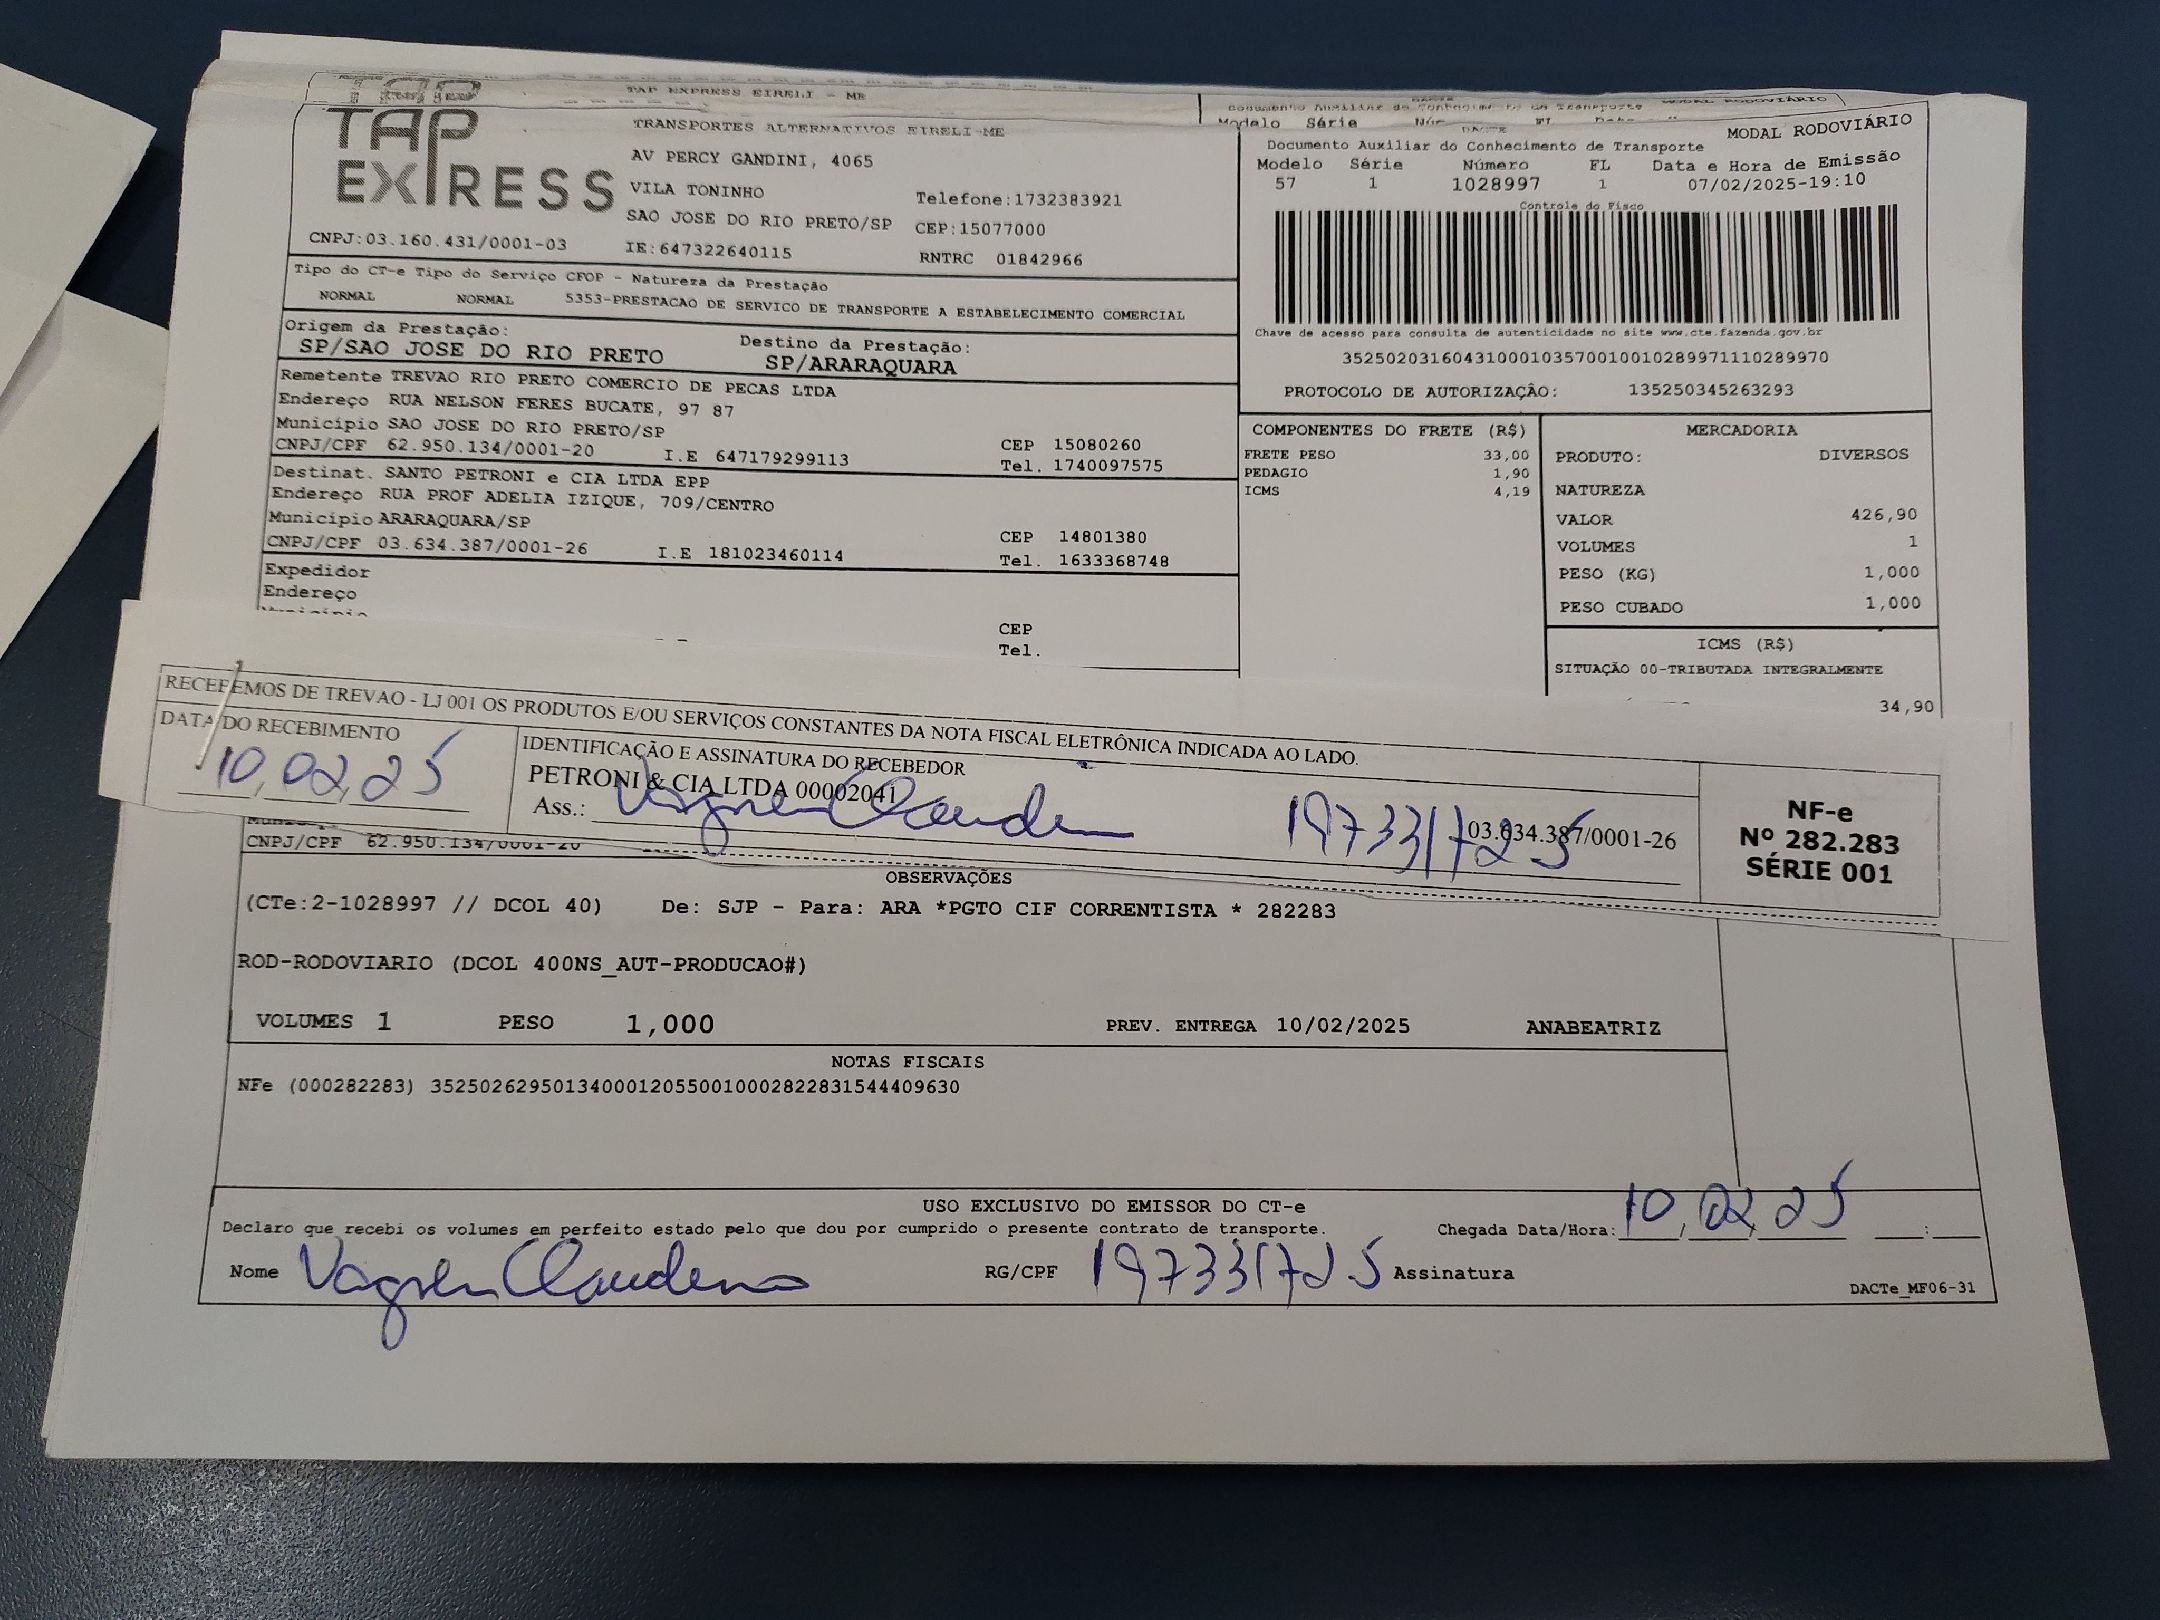 TAP EXPRESS EIRELI - ME
TAP
EXPRESS
TRANSPORTES ALTERNATIVOS EIRELI-ME
AV PERCY GANDINI, 4065
VILA TONINHO
Telefone:1732383921
SAO JOSE DO RIO PRETO/SP
CEP:15077000
CNPJ:03.160.431/0001-03
IE:647322640115
RNTRC 01842966
Documento Auxiliar do Conhecimento de Transporte
MODAL RODOVIÁRIO
Modelo Série
DACTE
MODAL RODOVIÁRIO
Documento Auxiliar do Conhecimento de Transporte
Modelo Série Número FL Data e Hora de Emissão
57 1 1028997 1 07/02/2025-19:10
Controle do Fisco
Chave de acesso para consulta de autenticidade no site www.cte.fazenda.gov.br
35250203160431000103570010010289971110289970
PROTOCOLO DE AUTORIZAÇÃO: 135250345263293
Tipo do CT-e Tipo do Serviço CFOP - Natureza da Prestação
NORMAL NORMAL 5353-PRESTACAO DE SERVICO DE TRANSPORTE A ESTABELECIMENTO COMERCIAL
Origem da Prestação:
SP/SAO JOSE DO RIO PRETO
Destino da Prestação:
SP/ARARAQUARA
Remetente TREVAO RIO PRETO COMERCIO DE PECAS LTDA
Endereço RUA NELSON FERES BUCATE, 97 87
Município SAO JOSE DO RIO PRETO/SP
CEP 15080260
CNPJ/CPF 62.950.134/0001-20 I.E 647179299113 Tel. 1740097575
Destinat. SANTO PETRONI e CIA LTDA EPP
Endereço RUA PROF ADELIA IZIQUE, 709/CENTRO
Município ARARAQUARA/SP
CEP 14801380
CNPJ/CPF 03.634.387/0001-26 I.E 181023460114 Tel. 1633368748
Expedidor
Endereço
CEP
Tel.
COMPONENTES DO FRETE (R$)
FRETE PESO 33,00
PEDAGIO 1,90
ICMS 4,19
MERCADORIA
PRODUTO: DIVERSOS
NATUREZA
VALOR 426,90
VOLUMES 1
PESO (KG) 1,000
PESO CUBADO 1,000
ICMS (R$)
SITUAÇÃO 00-TRIBUTADA INTEGRALMENTE
34,90
RECEBEMOS DE TREVAO - LJ 001 OS PRODUTOS E/OU SERVIÇOS CONSTANTES DA NOTA FISCAL ELETRÔNICA INDICADA AO LADO.
DATA DO RECEBIMENTO
10,02,25
IDENTIFICAÇÃO E ASSINATURA DO RECEBEDOR
PETRONI & CIA LTDA 00002041
Ass.: 197331725 03.634.387/0001-26
NF-e
Nº 282.283
SÉRIE 001
CNPJ/CPF 62.950.134/0001-20
OBSERVAÇÕES
(CTe:2-1028997 // DCOL 40) De: SJP - Para: ARA *PGTO CIF CORRENTISTA * 282283
ROD-RODOVIARIO (DCOL 400NS_AUT-PRODUCAO#)
VOLUMES 1 PESO 1,000 PREV. ENTREGA 10/02/2025 ANABEATRIZ
NOTAS FISCAIS
NFe (000282283) 35250262950134000120550010002822831544409630
USO EXCLUSIVO DO EMISSOR DO CT-e
Declaro que recebi os volumes em perfeito estado pelo que dou por cumprido o presente contrato de transporte.
Chegada Data/Hora: 10,02,25 :
Nome RG/CPF 197331725 Assinatura
DACTe_MF06-31